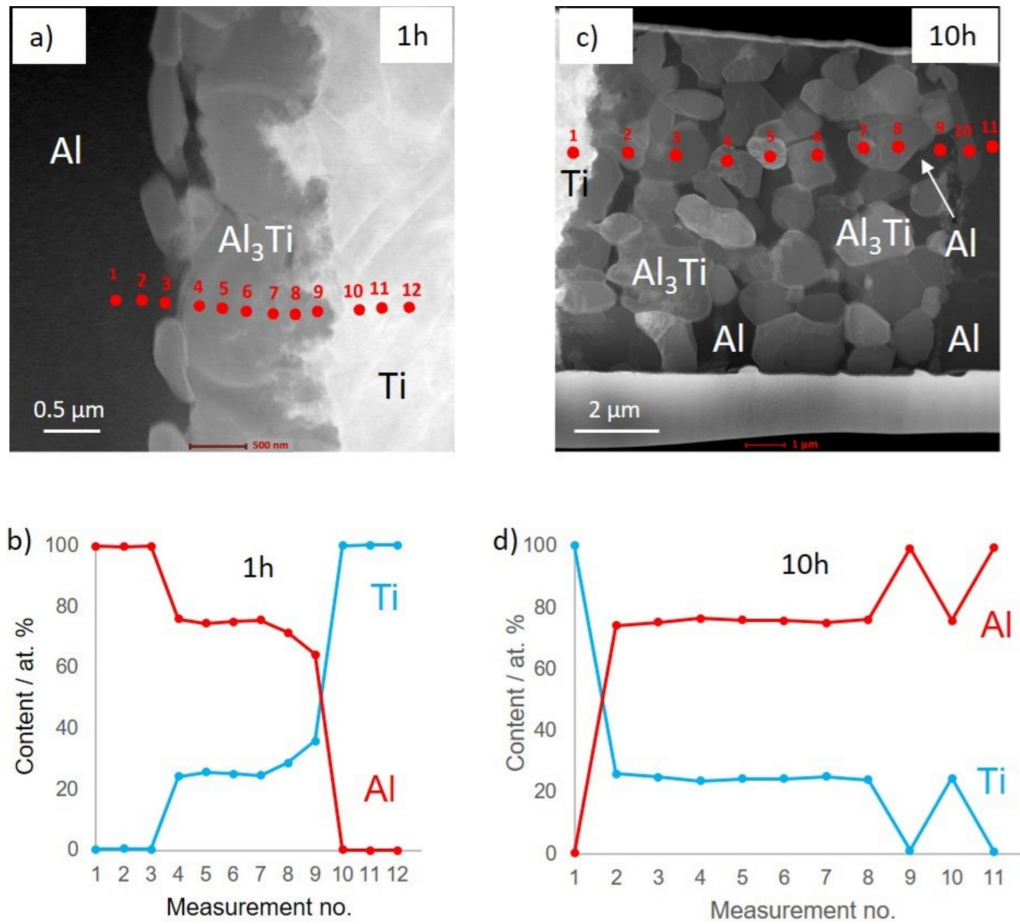 a)
1h
Al
Al₃Ti
1 2 3 4 5 6 7 8 9 10 11 12
Ti
0.5 µm
500 nm
c)
10h
1 2 3 4 5 6 7 8 9 10 11
Ti
Al₃Ti
Al₃Ti
Al
Al
Al
2 µm
1 µm
b)
1h
Ti
Al
Content / at. %
100
80
60
40
20
0
1 2 3 4 5 6 7 8 9 10 11 12
Measurement no.
d)
10h
Al
Ti
Content / at. %
100
80
60
40
20
0
1 2 3 4 5 6 7 8 9 10 11
Measurement no.